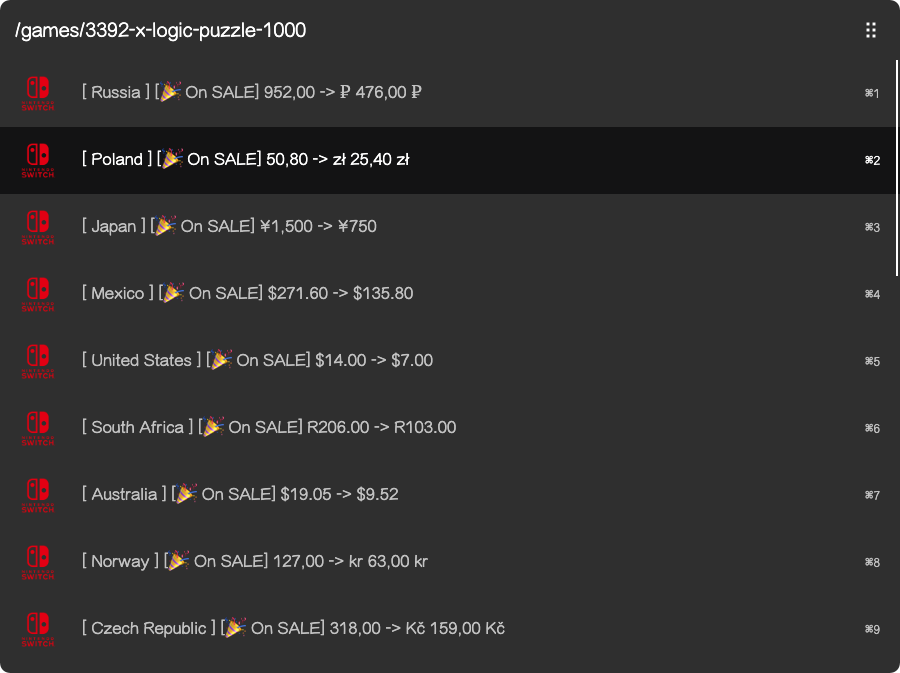 /games/3392-x-logic-puzzle-1000
NINTENDO SWITCH [ Russia ] [🎉 On SALE] 952,00 -> ₽ 476,00 ₽ ⌘1
NINTENDO SWITCH [ Poland ] [🎉 On SALE] 50,80 -> zł 25,40 zł ⌘2
NINTENDO SWITCH [ Japan ] [🎉 On SALE] ¥1,500 -> ¥750 ⌘3
NINTENDO SWITCH [ Mexico ] [🎉 On SALE] $271.60 -> $135.80 ⌘4
NINTENDO SWITCH [ United States ] [🎉 On SALE] $14.00 -> $7.00 ⌘5
NINTENDO SWITCH [ South Africa ] [🎉 On SALE] R206.00 -> R103.00 ⌘6
NINTENDO SWITCH [ Australia ] [🎉 On SALE] $19.05 -> $9.52 ⌘7
NINTENDO SWITCH [ Norway ] [🎉 On SALE] 127,00 -> kr 63,00 kr ⌘8
NINTENDO SWITCH [ Czech Republic ] [🎉 On SALE] 318,00 -> Kč 159,00 Kč ⌘9